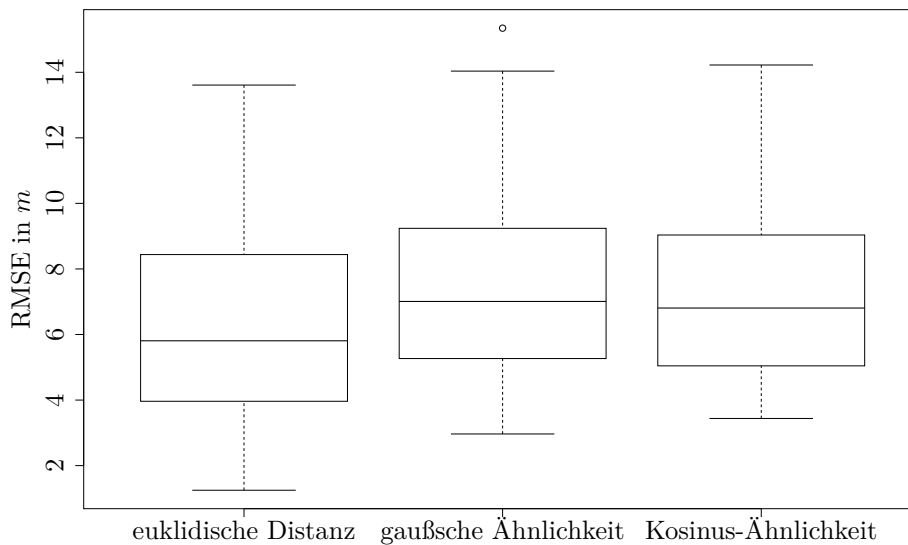 RMSE in m
14
12
10
8
6
4
2
euklidische Distanz
gaußsche Ähnlichkeit
Kosinus-Ähnlichkeit